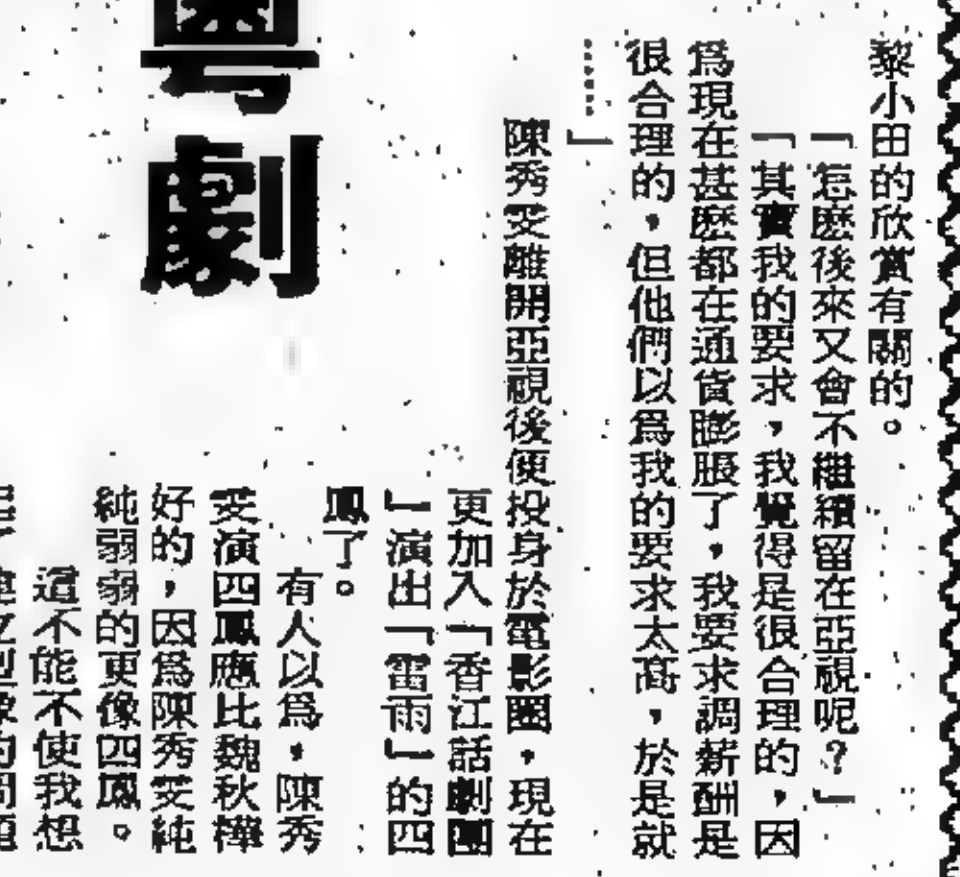 黎小田的欣賞有關的。
「怎麽後來又會不繼續留在亞視呢？」
「其實我的要求，我覺得是很合理的，因
爲現在甚麽都在通貨膨脹了，我要求調薪酬是
很合理的，但他們以爲我的要求太高，於是就
……」
陳秀雯離開亞視後便投身於電影圈，現在
更加入「香江話劇團
」演出「雷雨」的四
鳳了。
有人以爲，陳秀
雯演四鳳應比魏秋樺
好的，因爲陳秀雯純
純弱弱的更像四鳳。
這不能不使我想
粤劇